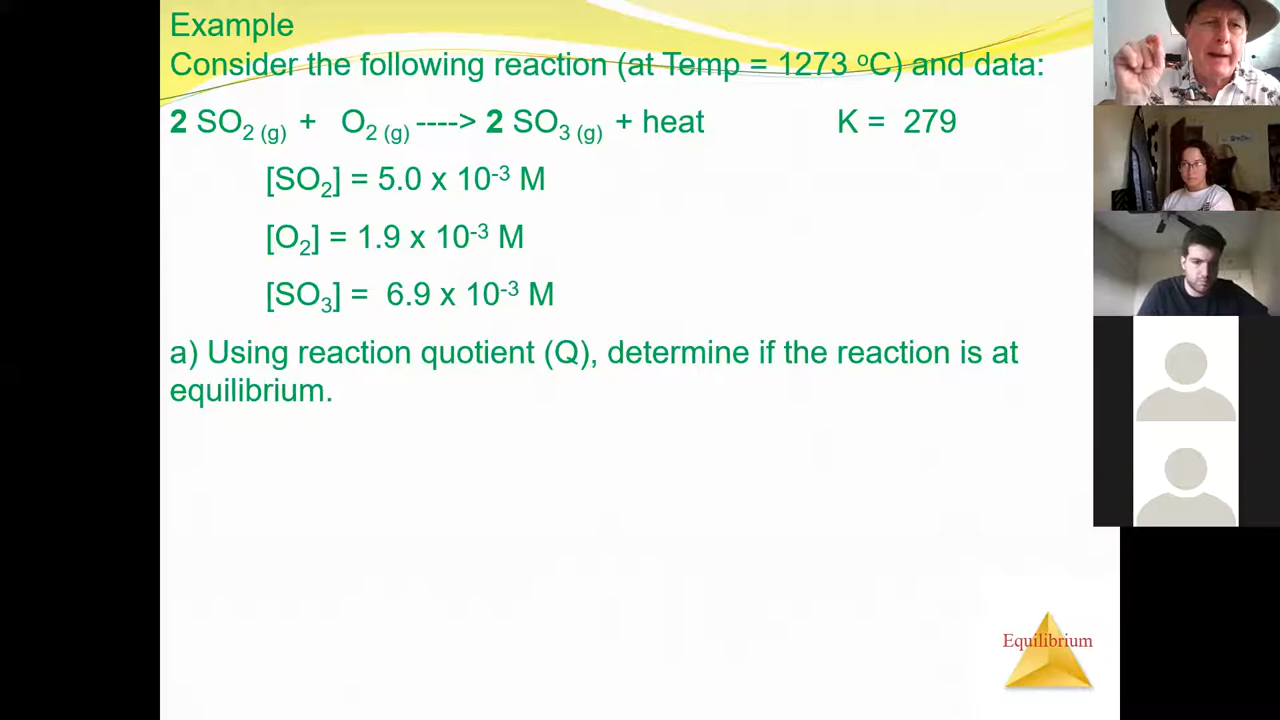 Example
Consider the following reaction (at Temp = 1273 ºC) and data:
2 SO₂ (g) + O₂ (g) ----> 2 SO₃ (g) + heat K = 279
[SO₂] = 5.0 x 10⁻³ M
[O₂] = 1.9 x 10⁻³ M
[SO₃] = 6.9 x 10⁻³ M
a) Using reaction quotient (Q), determine if the reaction is at
equilibrium.
Equilibrium